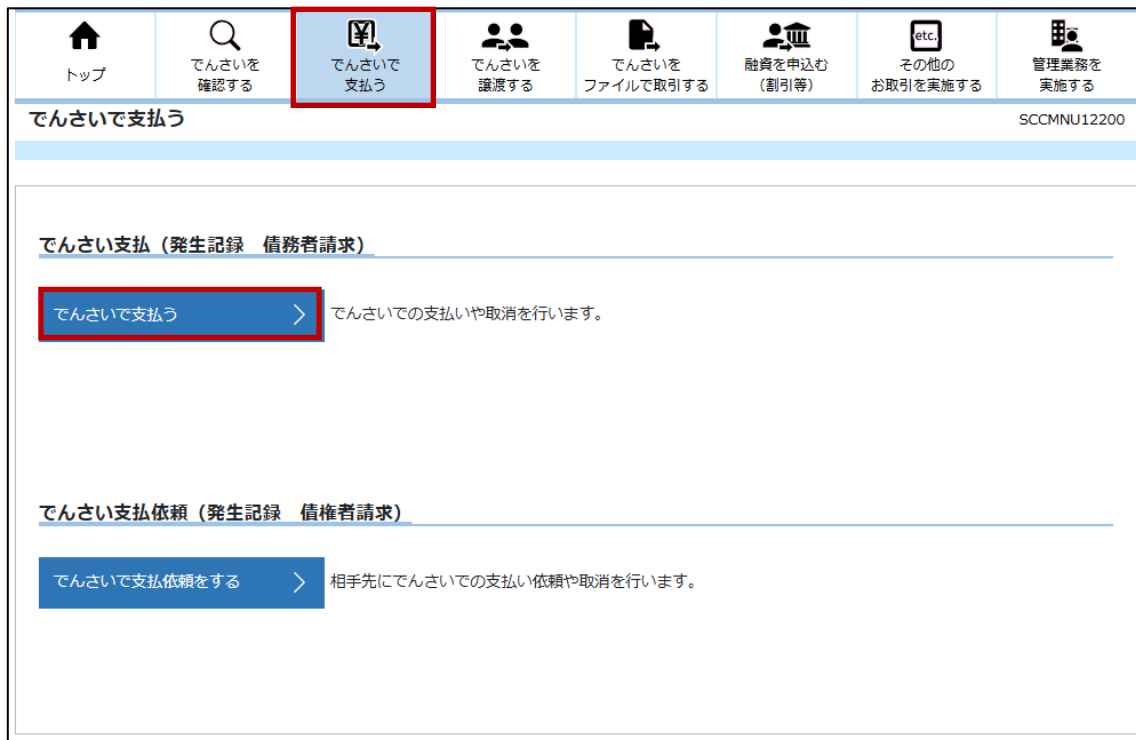 トップ
でんさいを
確認する
でんさいで
支払う
でんさいを
譲渡する
でんさいを
ファイルで取引する
融資を申込む
（割引等）
etc.
その他の
お取引を実施する
管理業務を
実施する
でんさいで支払う
SCCMNU12200
でんさい支払（発生記録　債務者請求）
でんさいで支払う
でんさいでの支払いや取消を行います。
でんさい支払依頼（発生記録　債権者請求）
でんさいで支払依頼をする
相手先にでんさいでの支払い依頼や取消を行います。